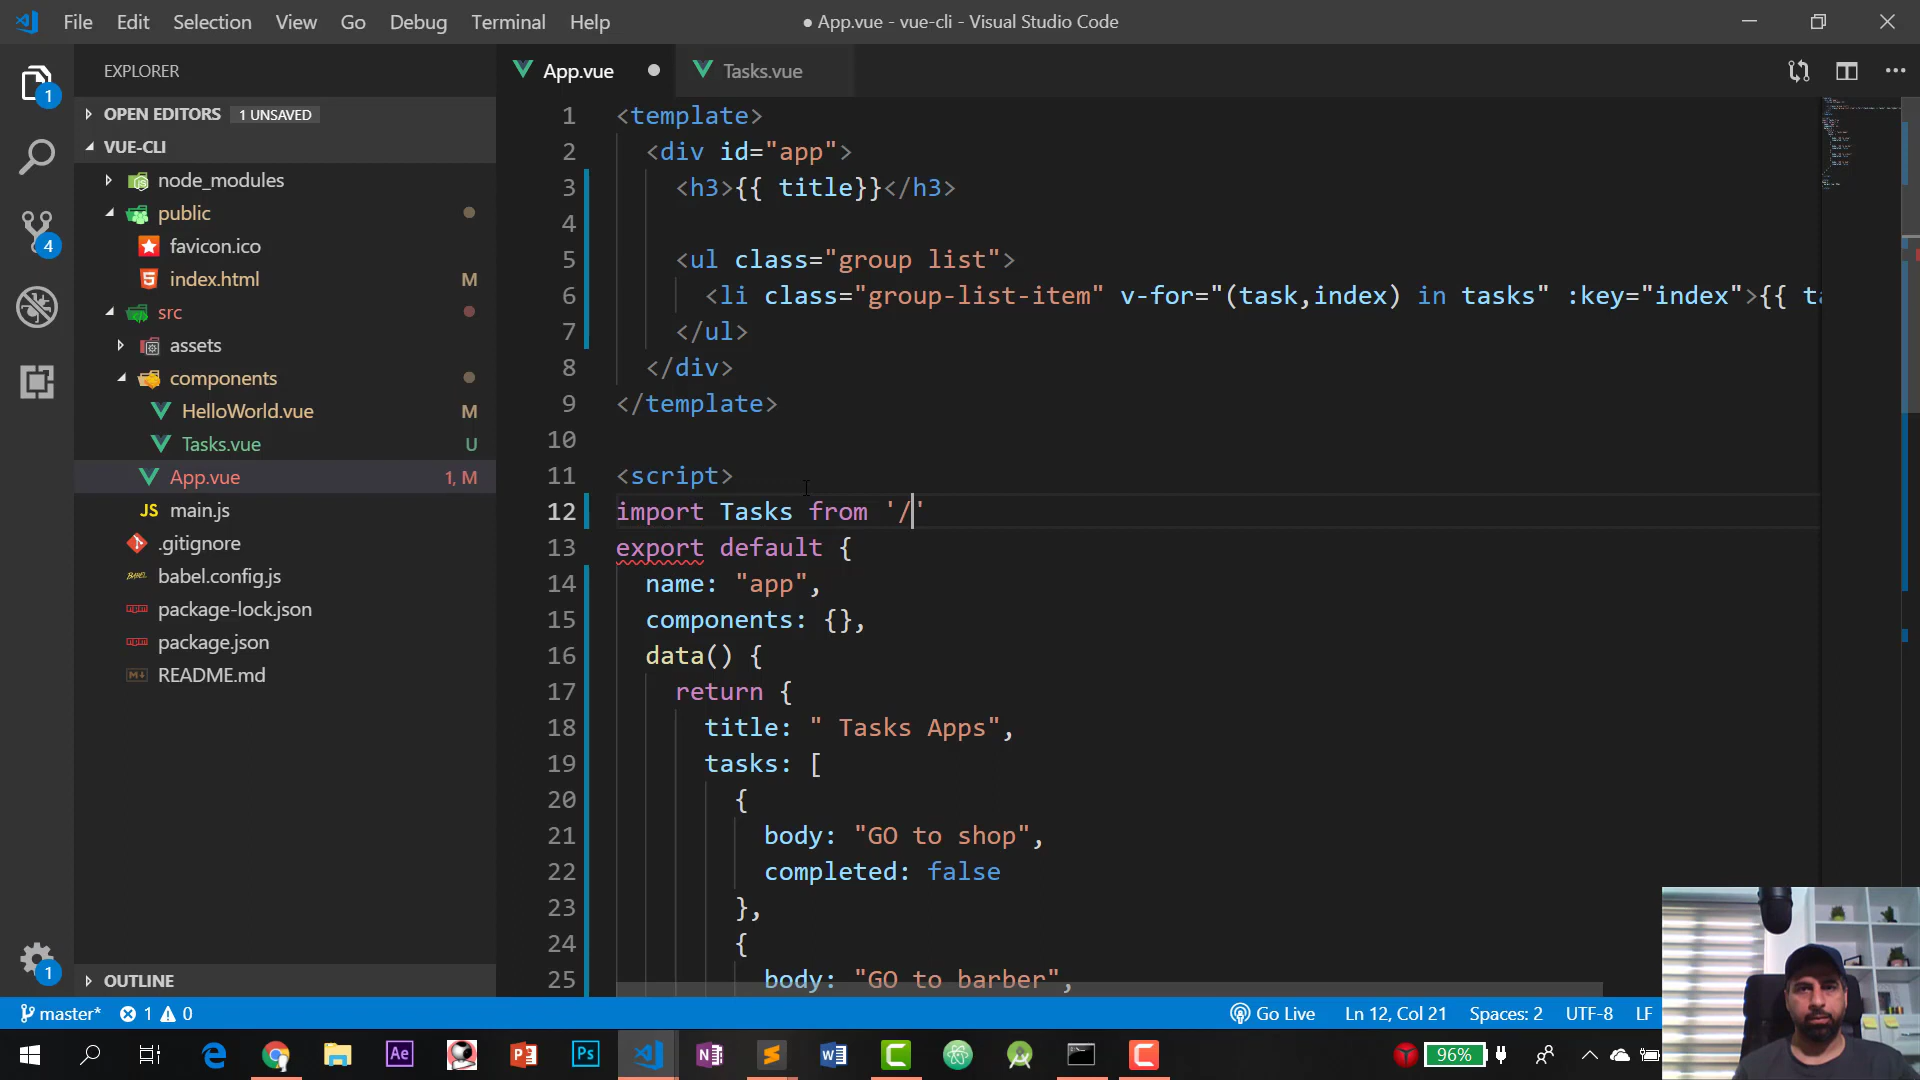 File Edit Selection View Go Debug Terminal Help
● App.vue - vue-cli - Visual Studio Code
EXPLORER
OPEN EDITORS 1 UNSAVED
VUE-CLI
node_modules
public
favicon.ico
index.html M
src
assets
components
HelloWorld.vue M
Tasks.vue U
App.vue 1, M
JS main.js
.gitignore
babel.config.js
package-lock.json
package.json
README.md
OUTLINE
1
4
1
App.vue ● Tasks.vue
1 <template>
2 <div id="app">
3 <h3>{{ title}}</h3>
4
5 <ul class="group list">
6 <li class="group-list-item" v-for="(task,index) in tasks" :key="index">{{ ta
7 </ul>
8 </div>
9 </template>
10
11 <script>
12 import Tasks from '/'
13 export default {
14 name: "app",
15 components: {},
16 data() {
17 return {
18 title: " Tasks Apps",
19 tasks: [
20 {
21 body: "GO to shop",
22 completed: false
23 },
24 {
25 body: "GO to barber",
master* 1 0 Go Live Ln 12, Col 21 Spaces: 2 UTF-8 LF
Ae Ps 96%